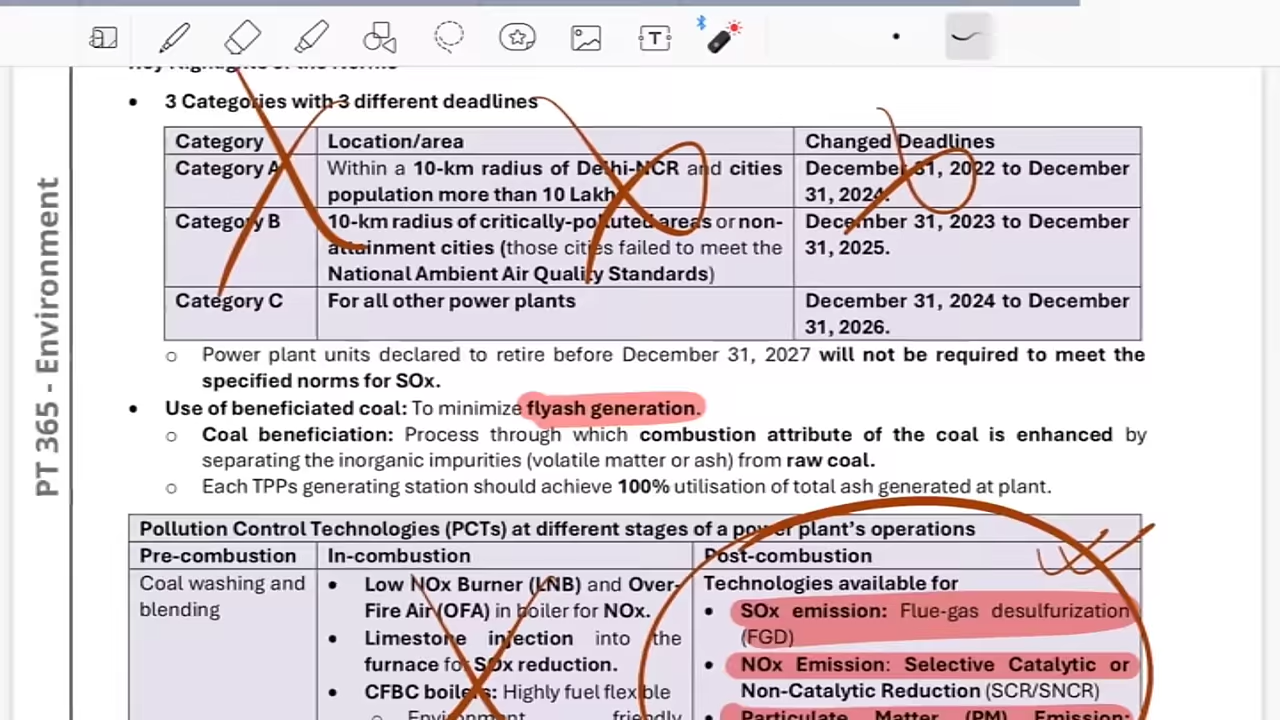 Key Highlights of the Norms
• 3 Categories with 3 different deadlines
Category Location/area Changed Deadlines
Category A Within a 10-km radius of Delhi-NCR and cities December 31, 2022 to December
population more than 10 Lakh 31, 2024.
Category B 10-km radius of critically-polluted areas or non- December 31, 2023 to December
attainment cities (those cities failed to meet the 31, 2025.
National Ambient Air Quality Standards)
Category C For all other power plants December 31, 2024 to December
31, 2026.
o Power plant units declared to retire before December 31, 2027 will not be required to meet the
specified norms for SOx.
• Use of beneficiated coal: To minimize flyash generation.
o Coal beneficiation: Process through which combustion attribute of the coal is enhanced by
separating the inorganic impurities (volatile matter or ash) from raw coal.
o Each TPPs generating station should achieve 100% utilisation of total ash generated at plant.
Pollution Control Technologies (PCTs) at different stages of a power plant's operations
Pre-combustion In-combustion Post-combustion
Coal washing and • Low NOx Burner (LNB) and Over- Technologies available for
blending Fire Air (OFA) in boiler for NOx. • SOx emission: Flue-gas desulfurization
• Limestone injection into the (FGD)
furnace for SOx reduction. • NOx Emission: Selective Catalytic or
• CFBC boilers: Highly fuel flexible Non-Catalytic Reduction (SCR/SNCR)
o Environment friendly • Particulate Matter (PM) Emission:
PT 365 - Environment